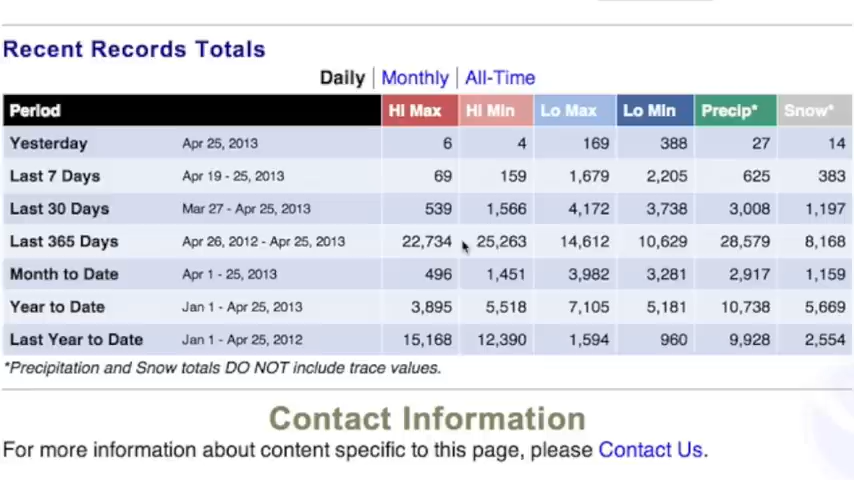 Recent Records Totals
Daily | Monthly | All-Time
Period HI Max HI Min Lo Max Lo Min Precip* Snow*
Yesterday Apr 25, 2013 6 4 169 388 27 14
Last 7 Days Apr 19 - 25, 2013 69 159 1,679 2,205 625 383
Last 30 Days Mar 27 - Apr 25, 2013 539 1,566 4,172 3,738 3,008 1,197
Last 365 Days Apr 26, 2012 - Apr 25, 2013 22,734 25,263 14,612 10,629 28,579 8,168
Month to Date Apr 1 - 25, 2013 496 1,451 3,982 3,281 2,917 1,159
Year to Date Jan 1 - Apr 25, 2013 3,895 5,518 7,105 5,181 10,738 5,669
Last Year to Date Jan 1 - Apr 25, 2012 15,168 12,390 1,594 960 9,928 2,554
*Precipitation and Snow totals DO NOT include trace values.
Contact Information
For more information about content specific to this page, please Contact Us.